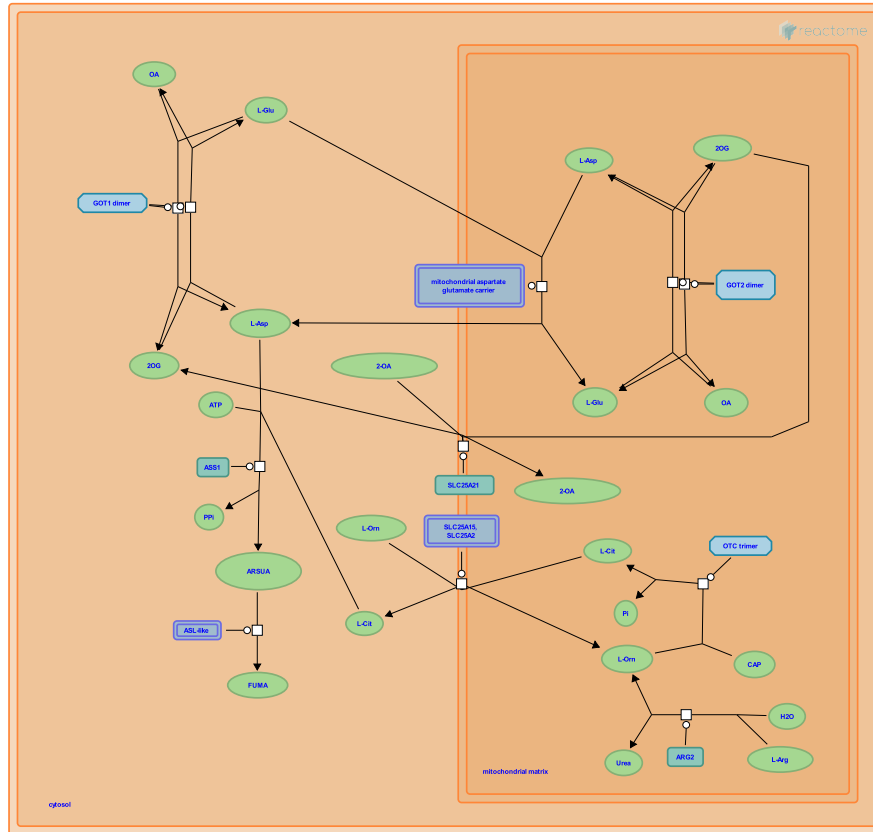 reactome
OA
L-Glu
2OG
L-Asp
GOT1 dimer
mitochondrial aspartate
glutamate carrier
GOT2 dimer
L-Asp
2OG
2-OA
L-Glu
OA
ATP
ASS1
SLC25A21
2-OA
PPi
L-Orn
SLC25A15,
SLC25A2
L-Cit
OTC trimer
ARSUA
Pi
L-Cit
ASL-like
L-Orn
CAP
FUMA
H2O
Urea
ARG2
L-Arg
mitochondrial matrix
cytosol